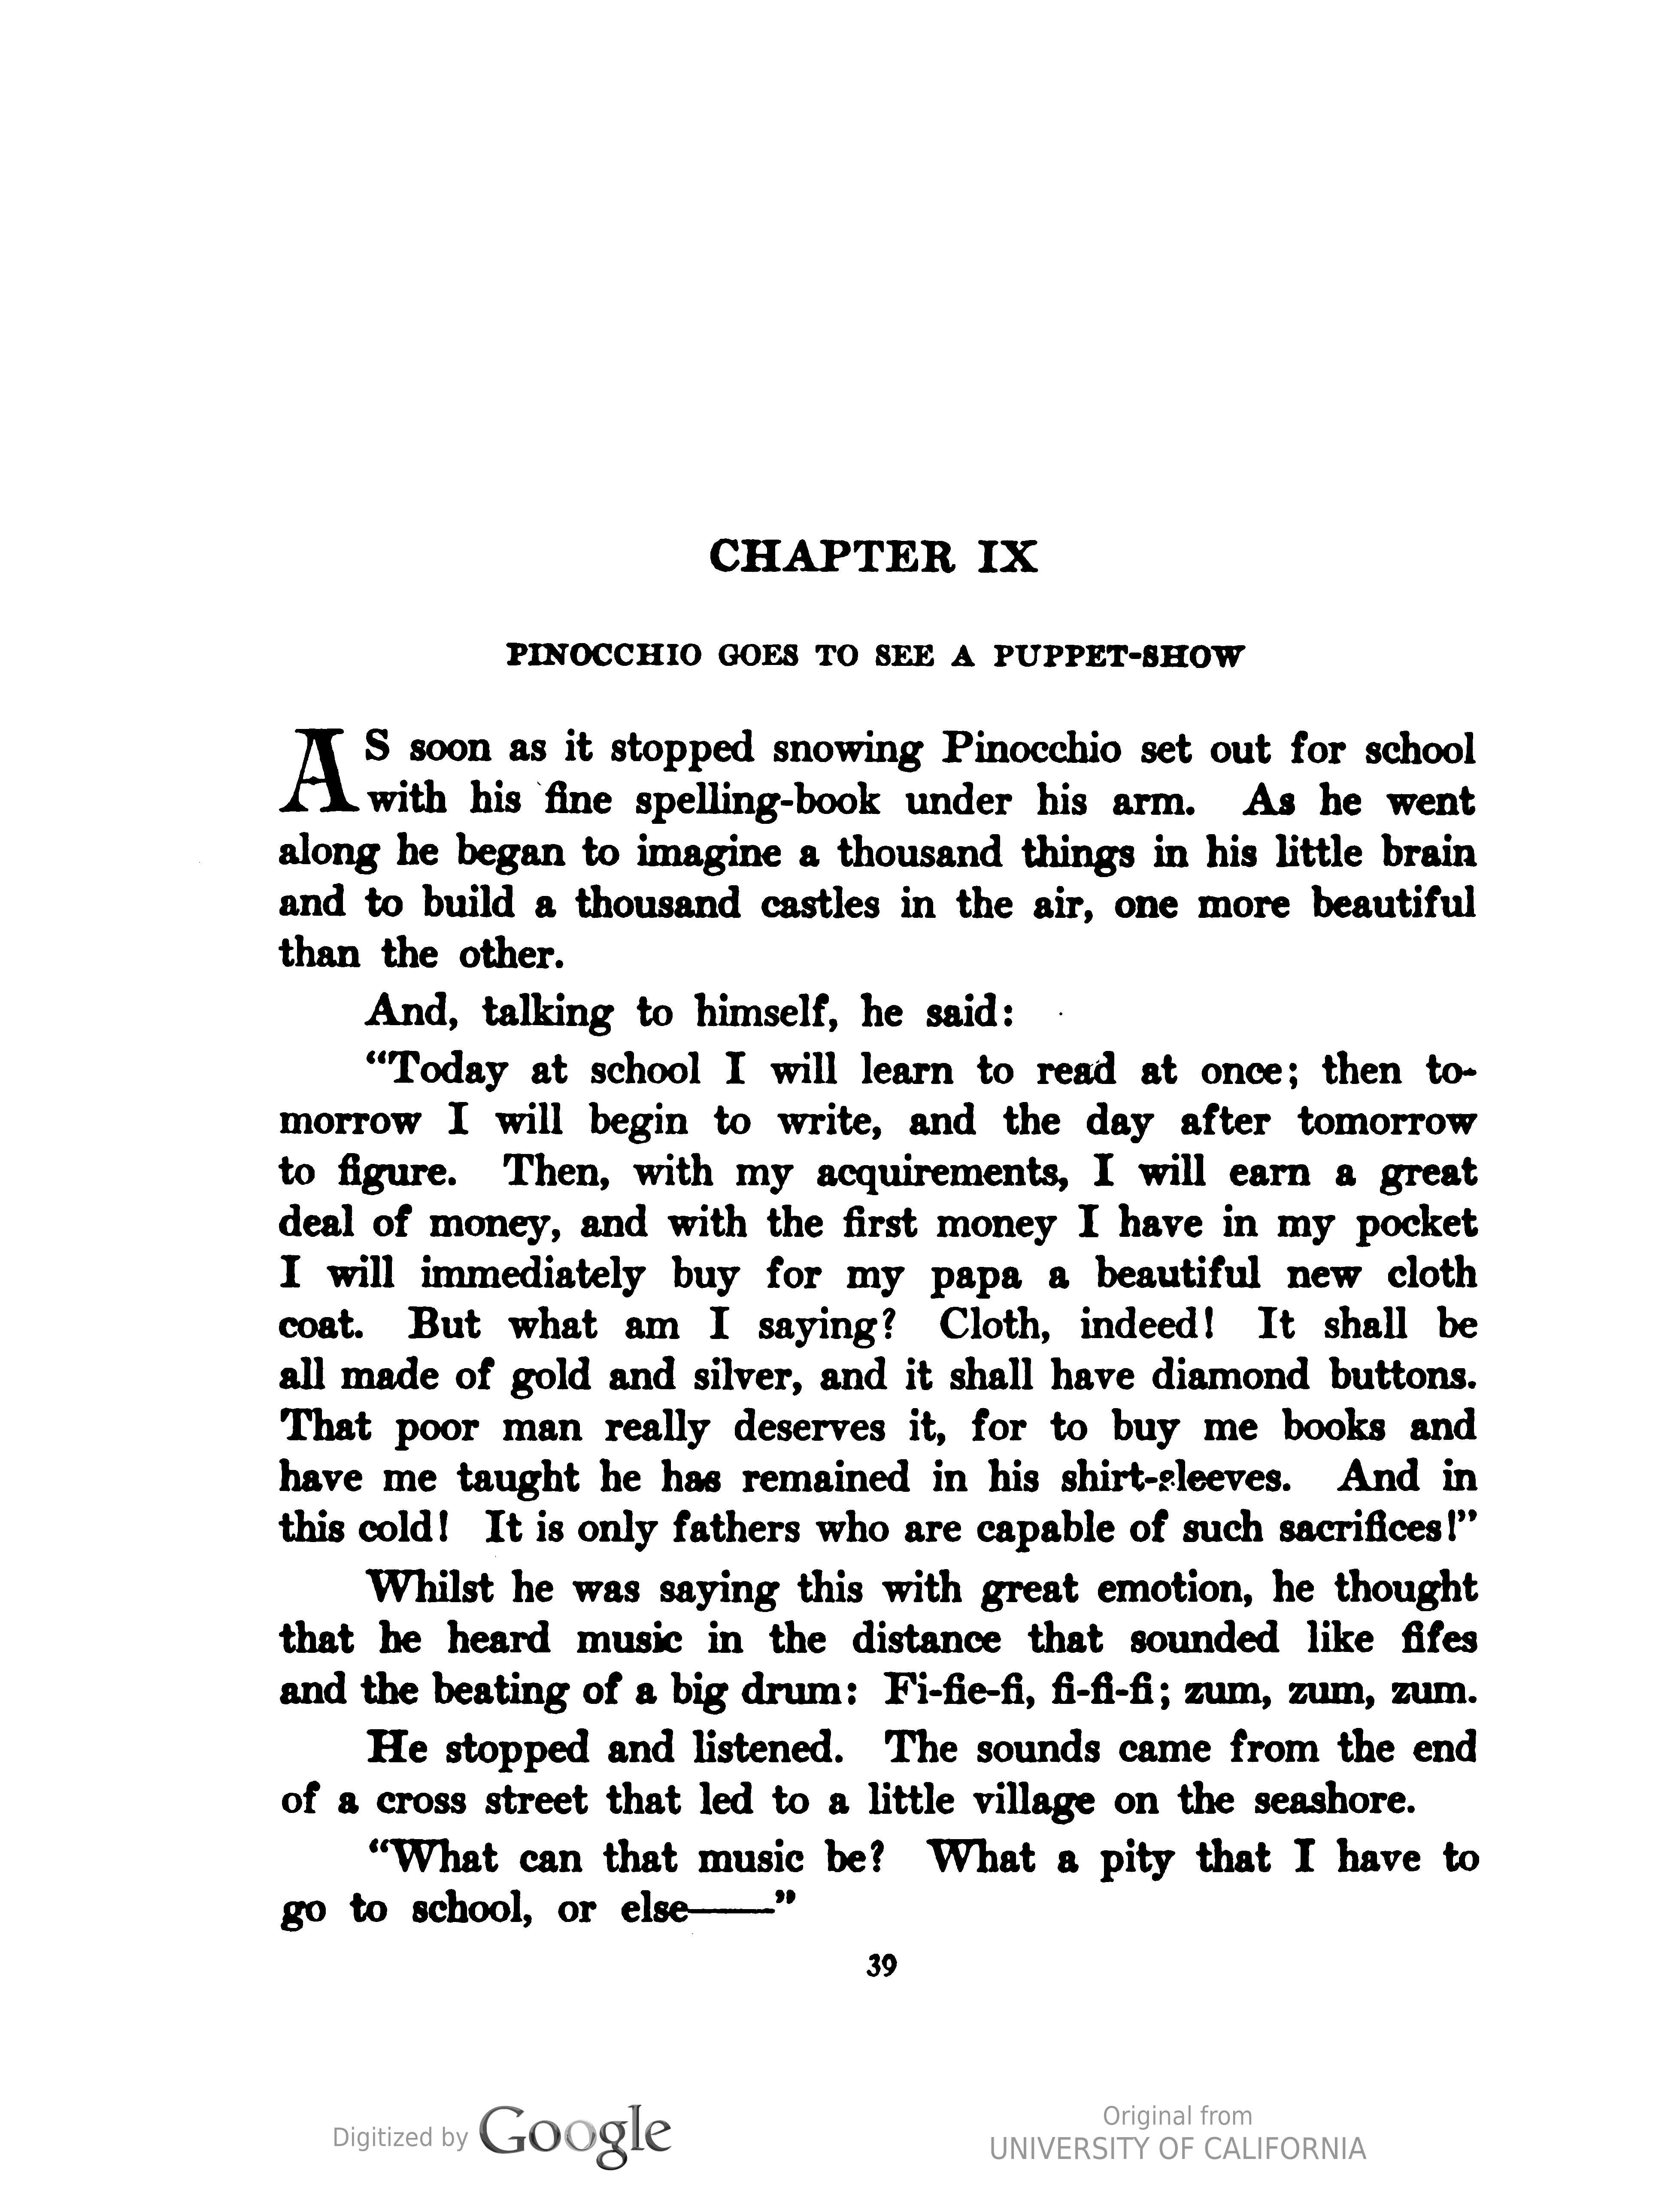 CHAPTER IX
PINOCCHIO GOES TO SEE A PUPPET-SHOW
AS soon as it stopped snowing Pinocchio set out for school
with his fine spelling-book under his arm. As he went
along he began to imagine a thousand things in his little brain
and to build a thousand castles in the air, one more beautiful
than the other.
And, talking to himself, he said:
“Today at school I will learn to read at once; then to-
morrow I will begin to write, and the day after tomorrow
to figure. Then, with my acquirements, I will earn a great
deal of money, and with the first money I have in my pocket
I will immediately buy for my papa a beautiful new cloth
coat. But what am I saying? Cloth, indeed! It shall be
all made of gold and silver, and it shall have diamond buttons.
That poor man really deserves it, for to buy me books and
have me taught he has remained in his shirt-sleeves. And in
this cold! It is only fathers who are capable of such sacrifices!”
Whilst he was saying this with great emotion, he thought
that he heard music in the distance that sounded like fifes
and the beating of a big drum: Fi-fie-fi, fi-fi-fi; zum, zum, zum.
He stopped and listened. The sounds came from the end
of a cross street that led to a little village on the seashore.
“What can that music be? What a pity that I have to
go to school, or else——”
39
Digitized by Google
Original from
UNIVERSITY OF CALIFORNIA